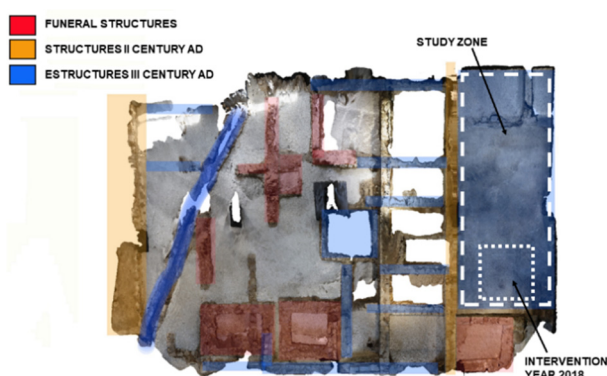 FUNERAL STRUCTURES
STRUCTURES II CENTURY AD
ESTRUCTURES III CENTURY AD
STUDY ZONE
INTERVENTION
YEAR 2018